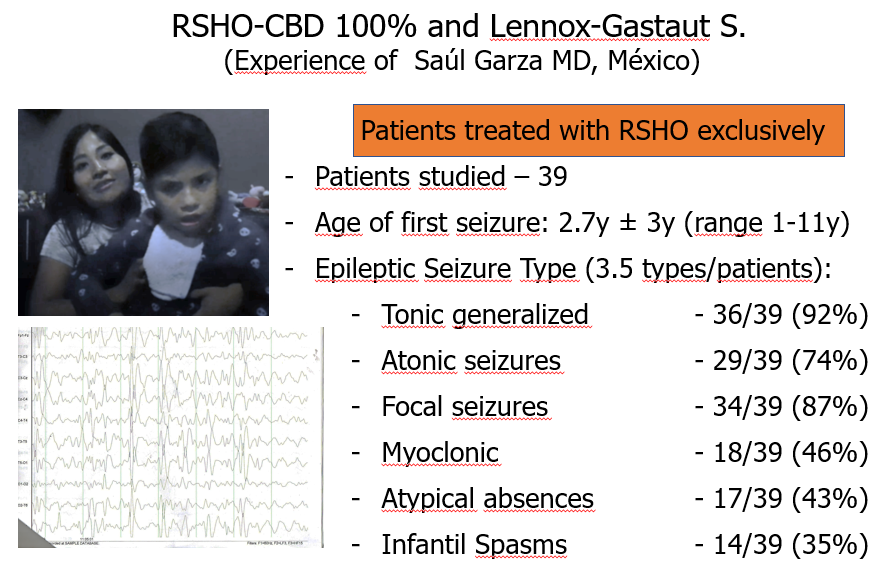 RSHO-CBD 100% and Lennox-Gastaut S.
(Experience of Saúl Garza MD, México)
Patients treated with RSHO exclusively
- Patients studied – 39
- Age of first seizure: 2.7y ± 3y (range 1-11y)
- Epileptic Seizure Type (3.5 types/patients):
- Tonic generalized - 36/39 (92%)
- Atonic seizures - 29/39 (74%)
- Focal seizures - 34/39 (87%)
- Myoclonic - 18/39 (46%)
- Atypical absences - 17/39 (43%)
- Infantil Spasms - 14/39 (35%)